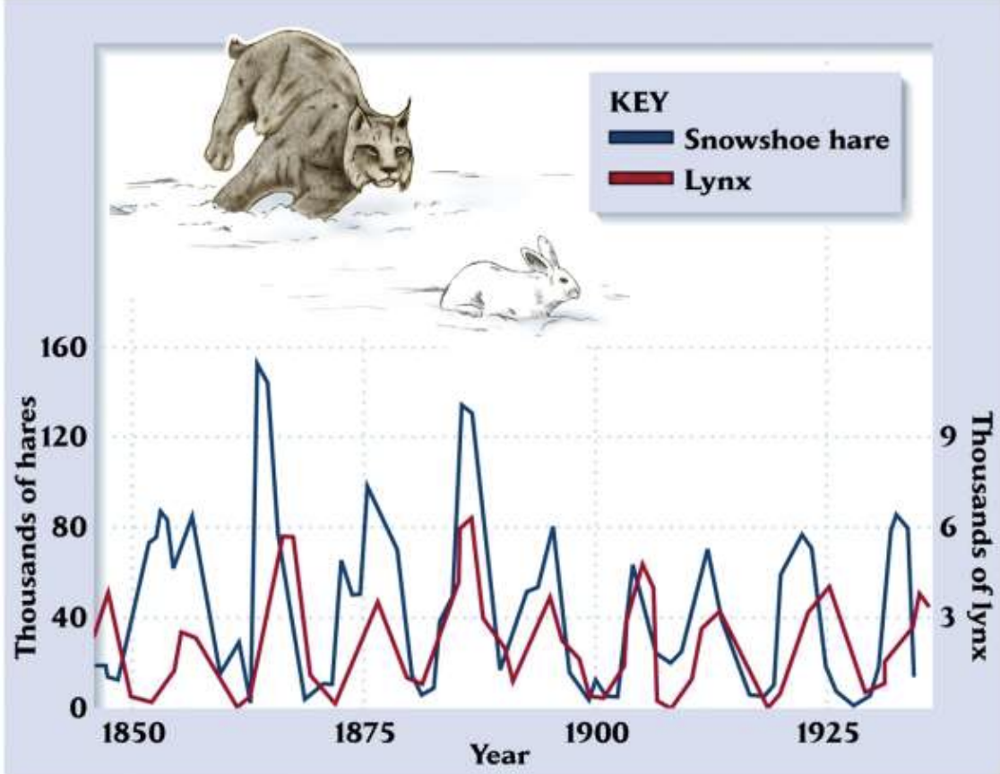 KEY
Snowshoe hare
Lynx
Thousands of hares
160
120
80
40
0
9
6
3
Thousands of lynx
1850
1875
1900
1925
Year